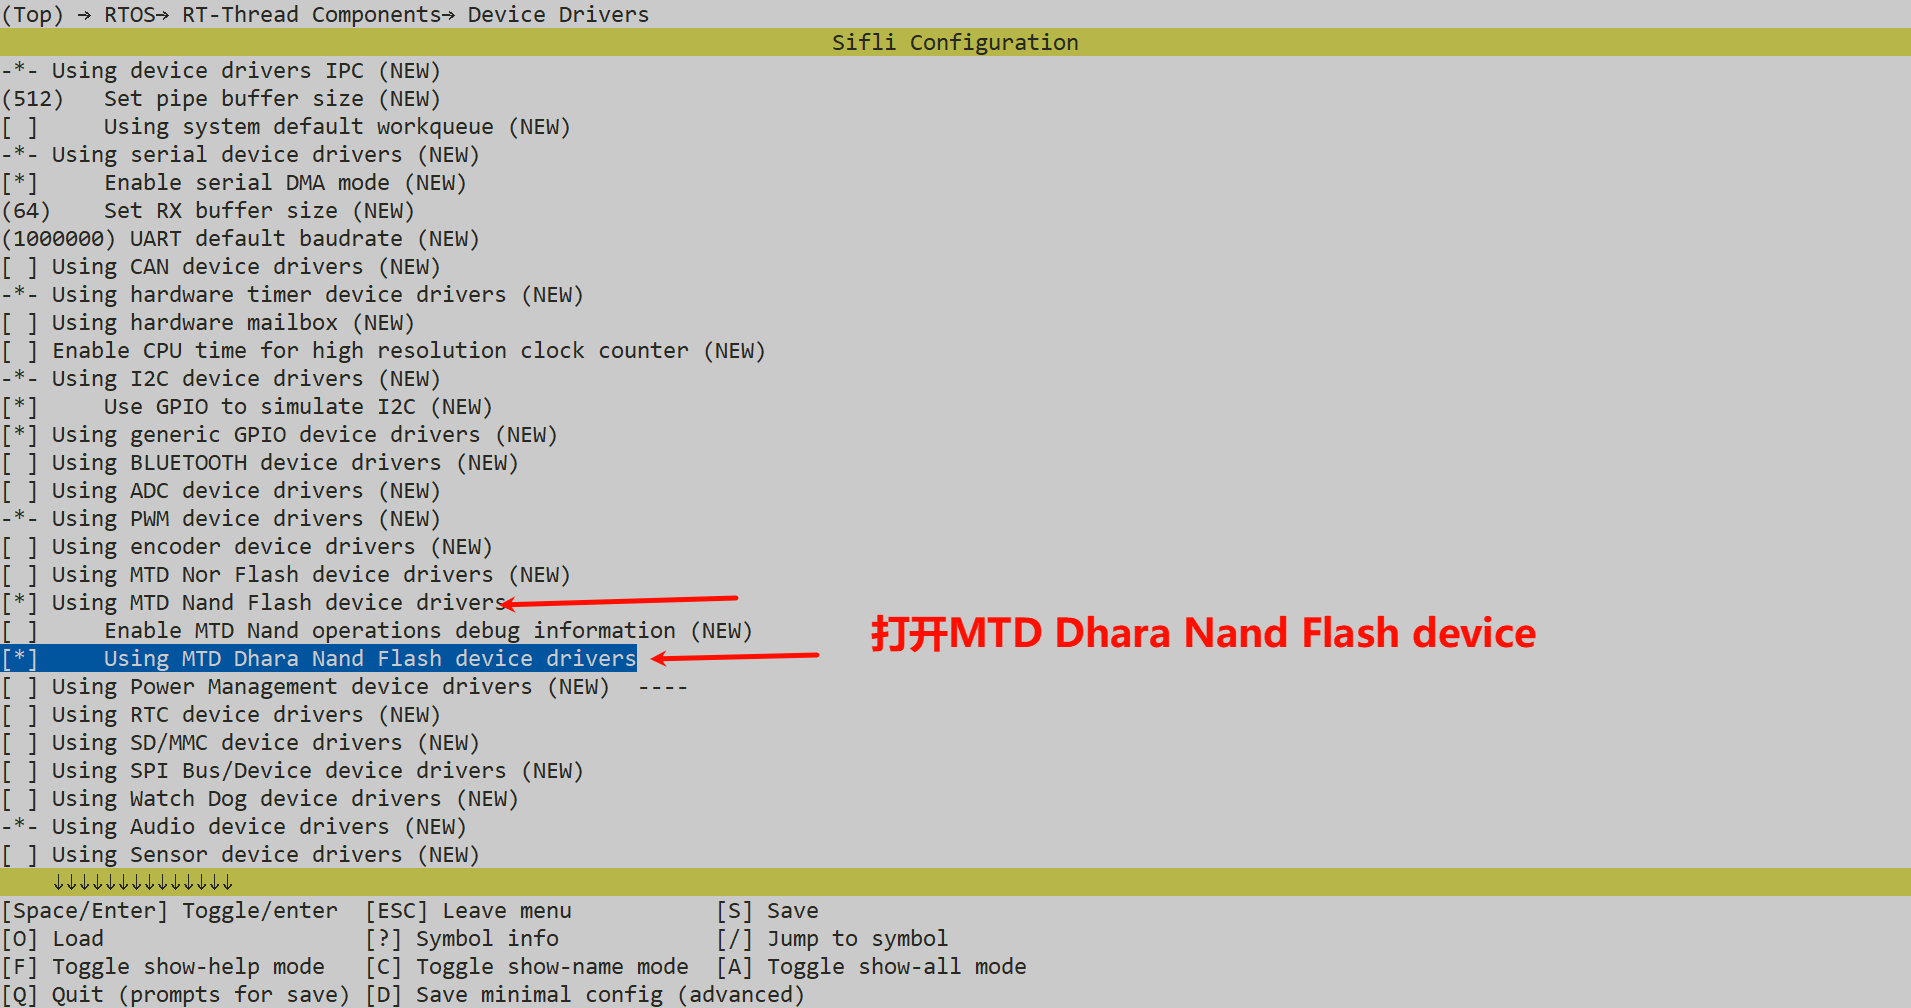 (Top) → RTOS→ RT-Thread Components→ Device Drivers
Sifli Configuration
-*- Using device drivers IPC (NEW)
(512)   Set pipe buffer size (NEW)
[ ]     Using system default workqueue (NEW)
-*- Using serial device drivers (NEW)
[*]     Enable serial DMA mode (NEW)
(64)    Set RX buffer size (NEW)
(1000000) UART default baudrate (NEW)
[ ] Using CAN device drivers (NEW)
-*- Using hardware timer device drivers (NEW)
[ ] Using hardware mailbox (NEW)
[ ] Enable CPU time for high resolution clock counter (NEW)
-*- Using I2C device drivers (NEW)
[*]     Use GPIO to simulate I2C (NEW)
[*] Using generic GPIO device drivers (NEW)
[ ] Using BLUETOOTH device drivers (NEW)
[ ] Using ADC device drivers (NEW)
-*- Using PWM device drivers (NEW)
[ ] Using encoder device drivers (NEW)
[ ] Using MTD Nor Flash device drivers (NEW)
[*] Using MTD Nand Flash device drivers
[ ]     Enable MTD Nand operations debug information (NEW)
打开MTD Dhara Nand Flash device
[*]     Using MTD Dhara Nand Flash device drivers
[ ] Using Power Management device drivers (NEW)  ----
[ ] Using RTC device drivers (NEW)
[ ] Using SD/MMC device drivers (NEW)
[ ] Using SPI Bus/Device device drivers (NEW)
[ ] Using Watch Dog device drivers (NEW)
-*- Using Audio device drivers (NEW)
[ ] Using Sensor device drivers (NEW)
↓↓↓↓↓↓↓↓↓↓↓↓↓↓
[Space/Enter] Toggle/enter  [ESC] Leave menu           [S] Save
[O] Load                    [?] Symbol info            [/] Jump to symbol
[F] Toggle show-help mode   [C] Toggle show-name mode  [A] Toggle show-all mode
[Q] Quit (prompts for save) [D] Save minimal config (advanced)